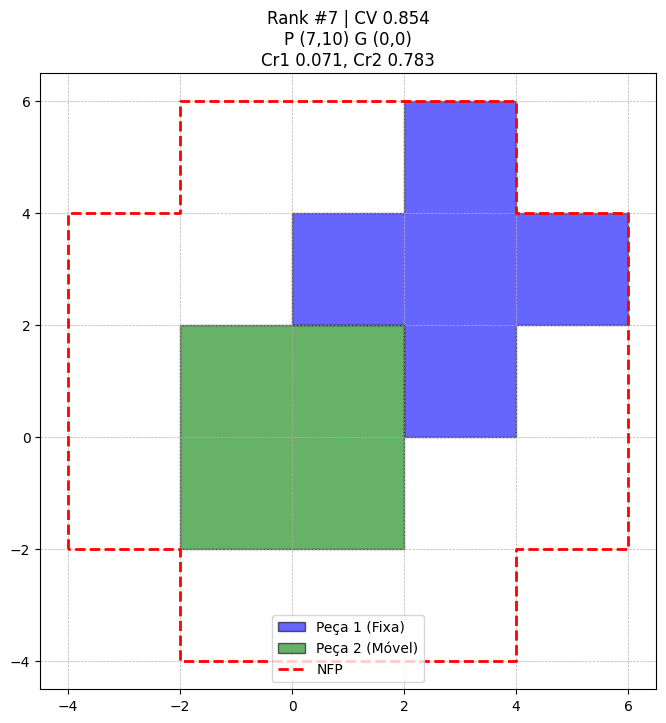 Rank #7 | CV 0.854
P (7,10) G (0,0)
Cr1 0.071, Cr2 0.783
6
4
2
0
−2
−4
Peça 1 (Fixa)
Peça 2 (Móvel)
NFP
−4
−2
0
2
4
6